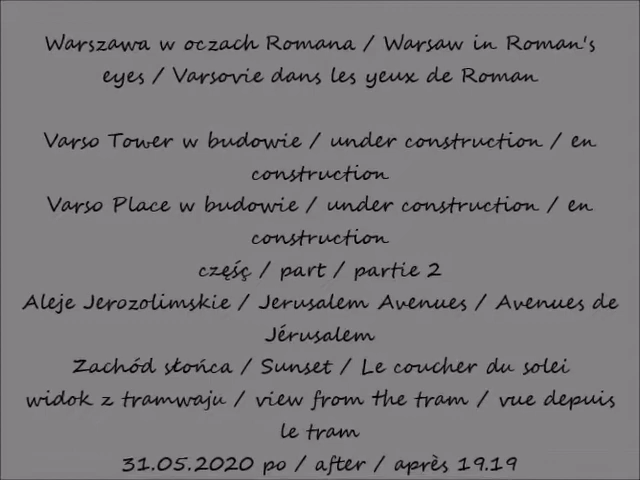 Warszawa w oczach Romana / Warsaw in Roman's
eyes / Varsovie dans les yeux de Roman
Varso Tower w budowie / under construction / en
construction
Varso Place w budowie / under construction / en
construction
częśç / part / partie 2
Aleje Jerozolimskie / Jerusalem Avenues / Avenues de
Jérusalem
Zachód słońca / Sunset / Le coucher du solei
widok z tramwaju / view from the tram / vue depuis
le tram
31.05.2020 po / after / après 19.19